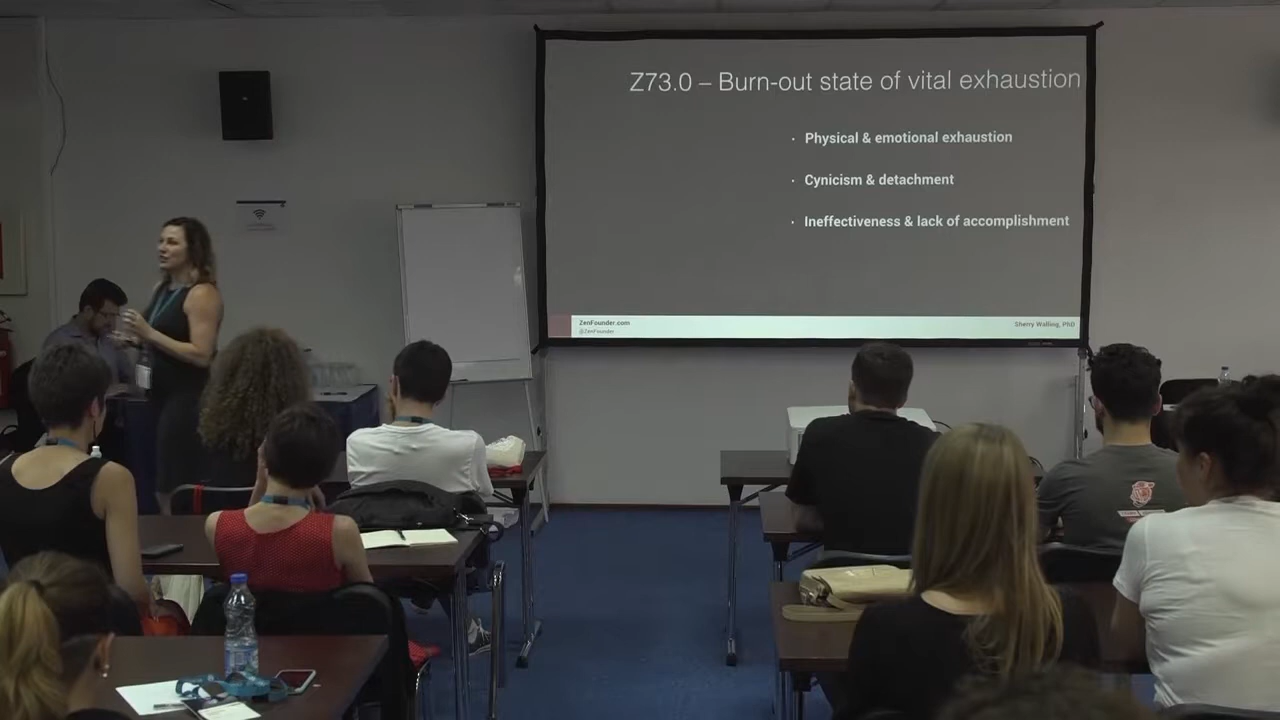 Z73.0 – Burn-out state of vital exhaustion
· Physical & emotional exhaustion
· Cynicism & detachment
· Ineffectiveness & lack of accomplishment
ZenFounder.com
@ZenFounder
Sherry Walling, PhD